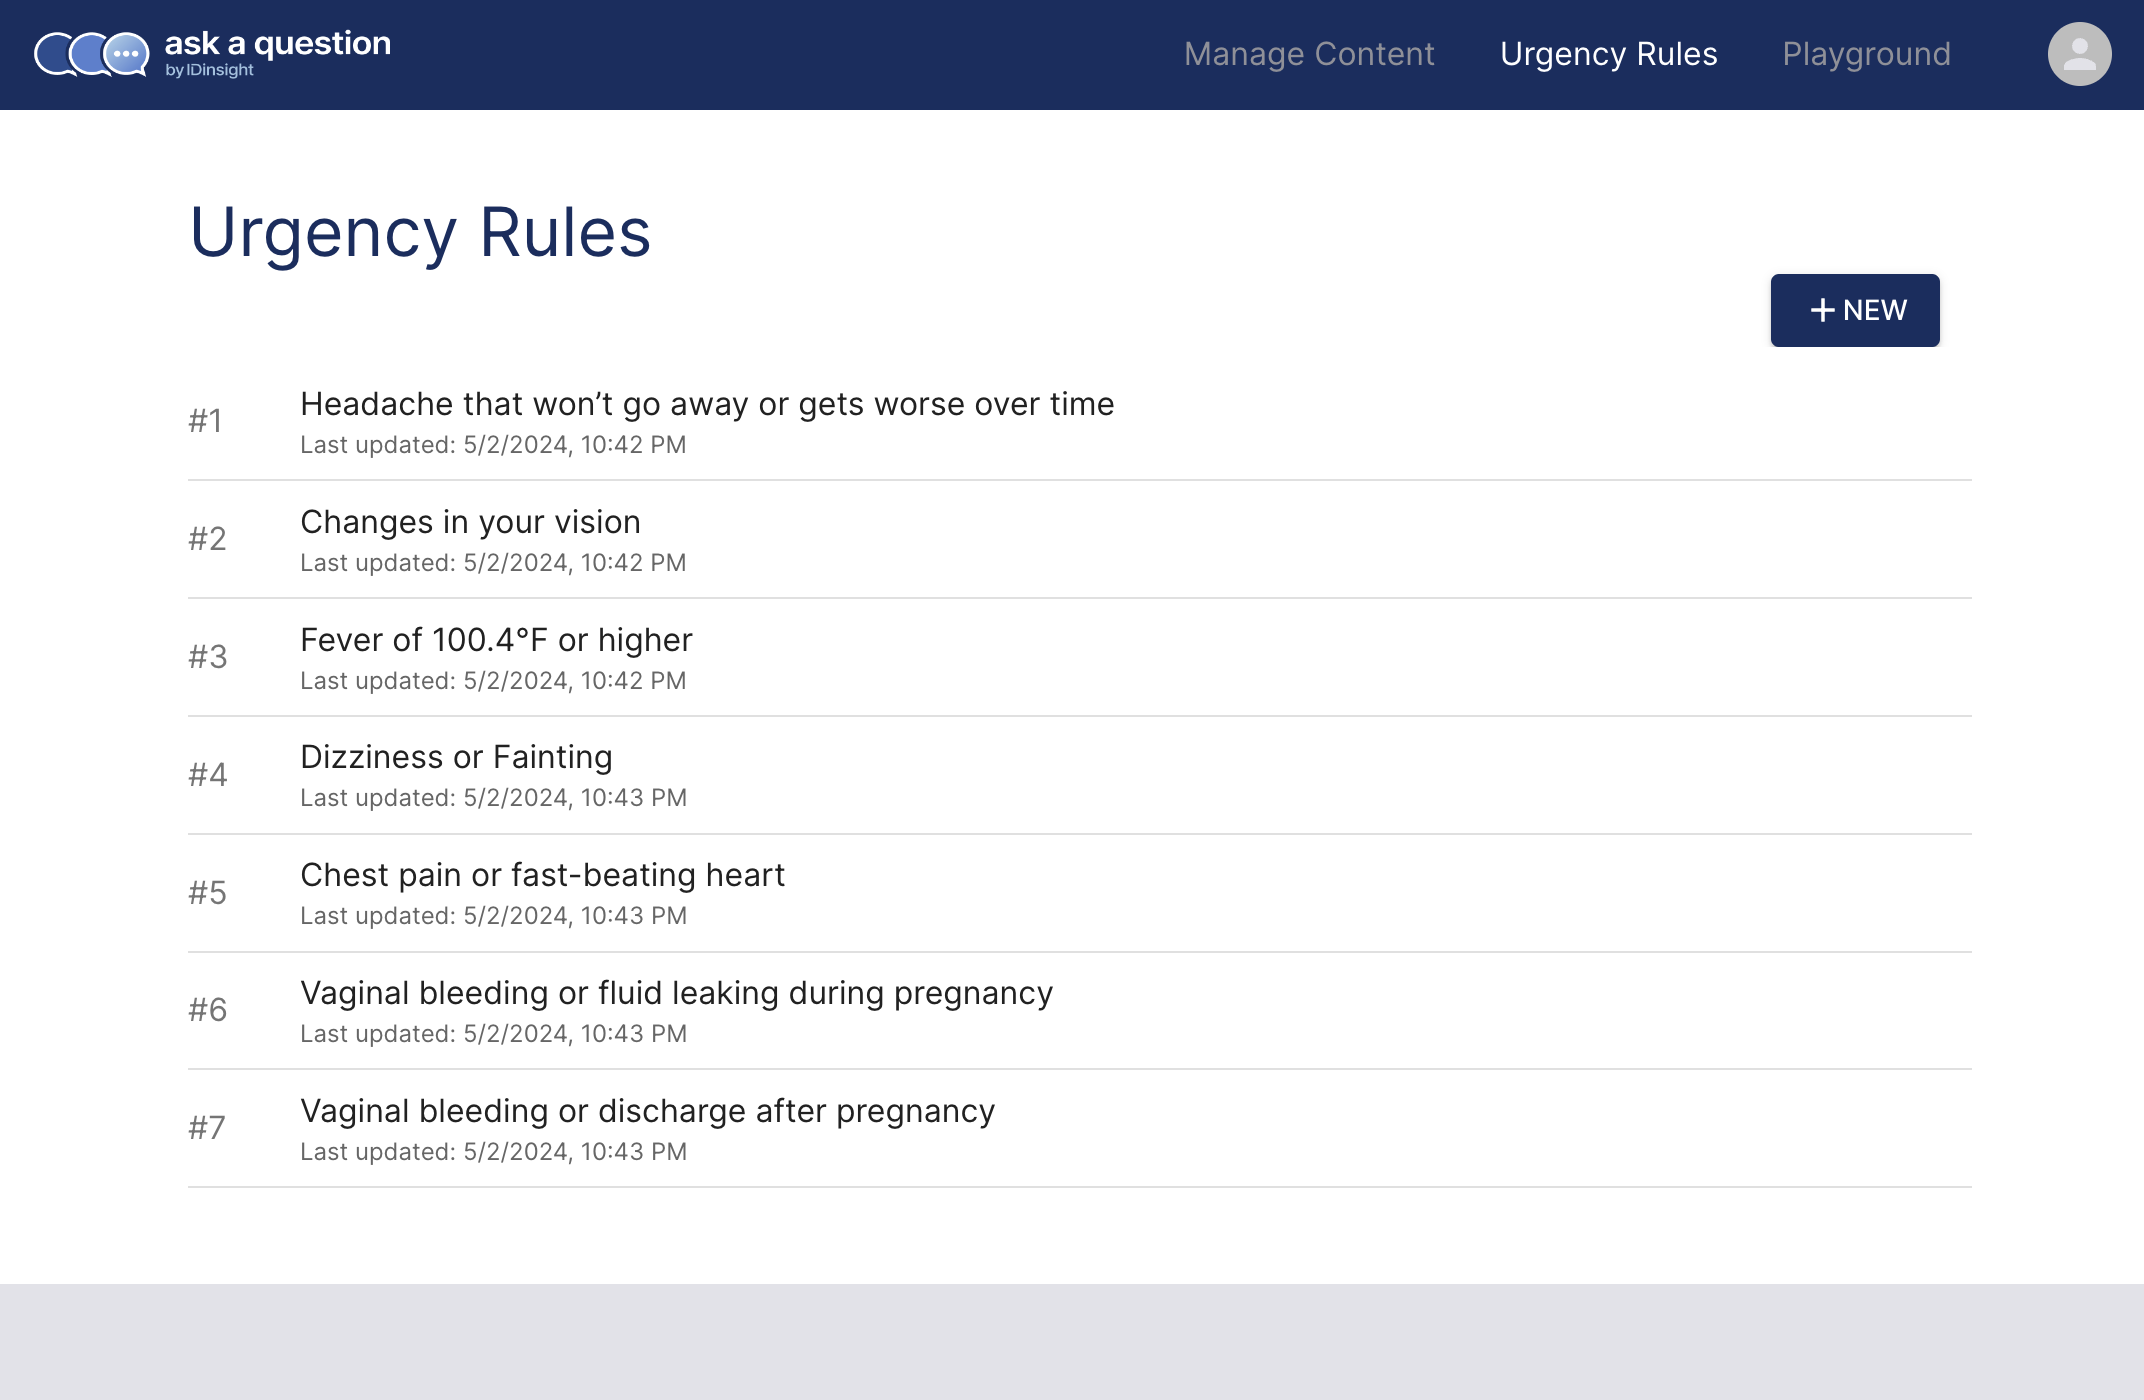 ask a question
by IDinsight
Manage Content
Urgency Rules
Playground
Urgency Rules
+ NEW
#1
Headache that won’t go away or gets worse over time
Last updated: 5/2/2024, 10:42 PM
#2
Changes in your vision
Last updated: 5/2/2024, 10:42 PM
#3
Fever of 100.4°F or higher
Last updated: 5/2/2024, 10:42 PM
#4
Dizziness or Fainting
Last updated: 5/2/2024, 10:43 PM
#5
Chest pain or fast-beating heart
Last updated: 5/2/2024, 10:43 PM
#6
Vaginal bleeding or fluid leaking during pregnancy
Last updated: 5/2/2024, 10:43 PM
#7
Vaginal bleeding or discharge after pregnancy
Last updated: 5/2/2024, 10:43 PM